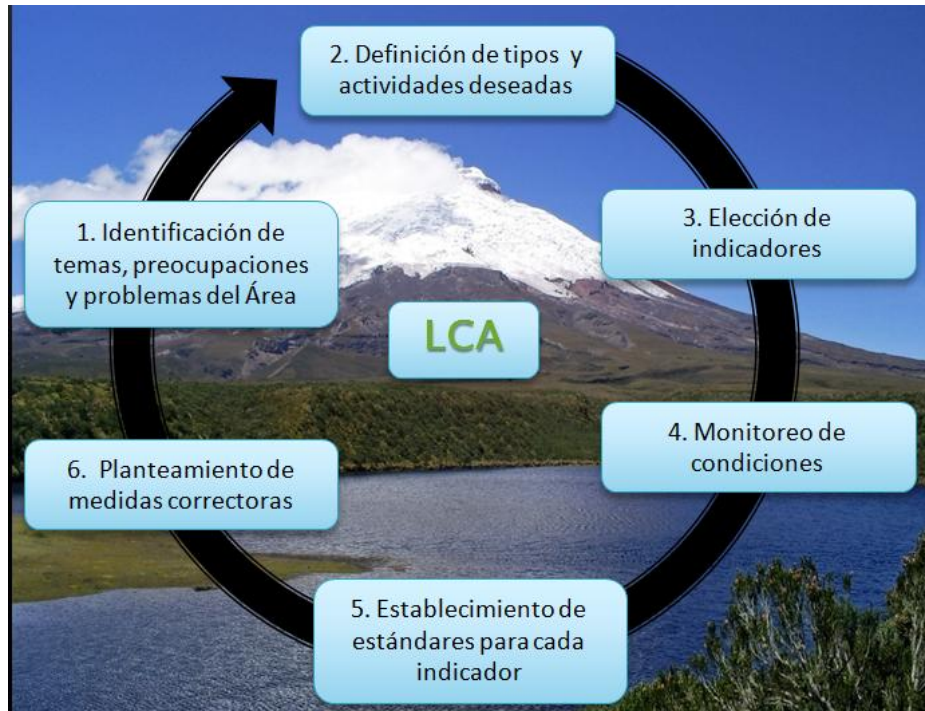 2. Definición de tipos y
actividades deseadas
1. Identificación de
temas, preocupaciones
y problemas del Área
3. Elección de
indicadores
LCA
4. Monitoreo de
condiciones
6. Planteamiento de
medidas correctoras
5. Establecimiento de
estándares para cada
indicador